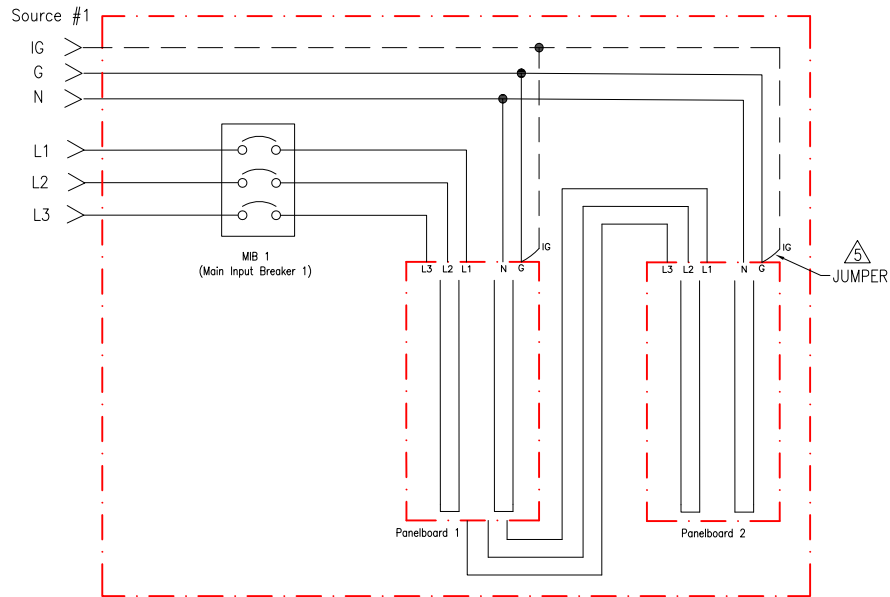 Source #1
IG
G
N
L1
L2
L3
MIB 1
(Main Input Breaker 1)
IG
L3 L2 L1 N G
IG
L3 L2 L1 N G
5
JUMPER
Panelboard 1
Panelboard 2